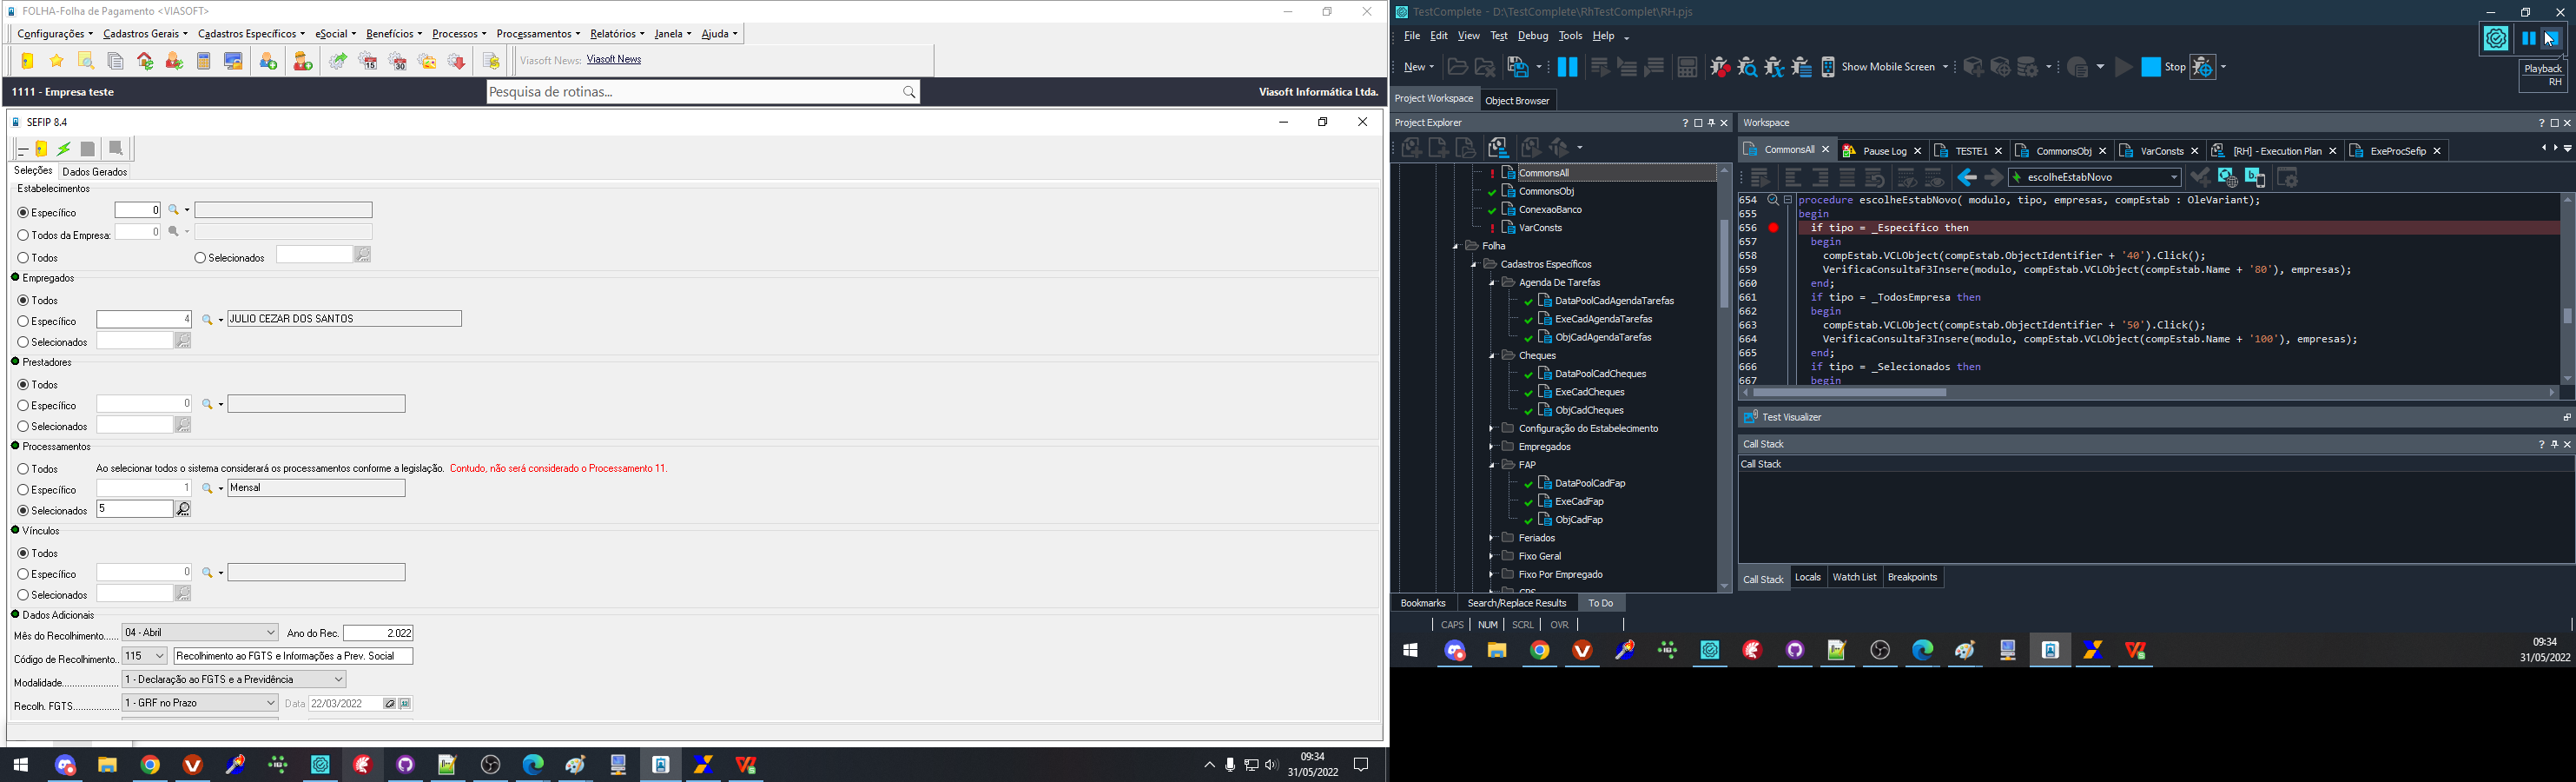 FOLHA-Folha de Pagamento <VIASOFT>
Configurações Cadastros Gerais Cadastros Específicos eSocial Benefícios Processos Processamentos Relatórios Janela Ajuda
15 30
Viasoft News: Viasoft News
1111 - Empresa teste Pesquisa de rotinas... Viasoft Informática Ltda.
SEFIP 8.4
Seleções Dados Gerados
Estabelecimentos
Específico 0
Todos da Empresa: 0
Todos Selecionados
Empregados
Todos
Específico 4 JULIO CEZAR DOS SANTOS
Selecionados
Prestadores
Todos
Específico 0
Selecionados
Processamentos
Todos Ao selecionar todos o sistema considerará os processamentos conforme a legislação. Contudo, não será considerado o Processamento 11.
Específico 1 Mensal
Selecionados 5
Vínculos
Todos
Específico 0
Selecionados
Dados Adicionais
Mês do Recolhimento...... 04 - Abril Ano do Rec. 2.022
Código de Recolhimento.. 115 Recolhimento ao FGTS e Informações a Prev. Social
Modalidade..................... 1 - Declaração ao FGTS e a Previdência
Recolh. FGTS................. 1 - GRF no Prazo Data 22/03/2022
09:34
31/05/2022
TestComplete - D:\TestComplete\RhTestComplet\RH.pjs
File Edit View Test Debug Tools Help
New Show Mobile Screen Stop
Playback
RH
Project Workspace Object Browser
Project Explorer
CommonsAll
CommonsObj
ConexaoBanco
VarConsts
Folha
Cadastros Específicos
Agenda De Tarefas
DataPoolCadAgendaTarefas
ExeCadAgendaTarefas
ObjCadAgendaTarefas
Cheques
DataPoolCadCheques
ExeCadCheques
ObjCadCheques
Configuração do Estabelecimento
Empregados
FAP
DataPoolCadFap
ExeCadFap
ObjCadFap
Feriados
Fixo Geral
Fixo Por Empregado
GPS
Bookmarks Search/Replace Results To Do
Workspace
CommonsAll Pause Log TESTE1 CommonsObj VarConsts [RH] - Execution Plan ExeProcSefip
escolheEstabNovo
654 procedure escolheEstabNovo( modulo, tipo, empresas, compEstab : OleVariant);
655 begin
656 if tipo = _Especifico then
657 begin
658 compEstab.VCLObject(compEstab.ObjectIdentifier + '40').Click();
659 VerificaConsultaF3Insere(modulo, compEstab.VCLObject(compEstab.Name + '80'), empresas);
660 end;
661 if tipo = _TodosEmpresa then
662 begin
663 compEstab.VCLObject(compEstab.ObjectIdentifier + '50').Click();
664 VerificaConsultaF3Insere(modulo, compEstab.VCLObject(compEstab.Name + '100'), empresas);
665 end;
666 if tipo = _Selecionados then
667 begin
Test Visualizer
Call Stack
Call Stack
Call Stack Locals Watch List Breakpoints
CAPS NUM SCRL OVR
09:34
31/05/2022